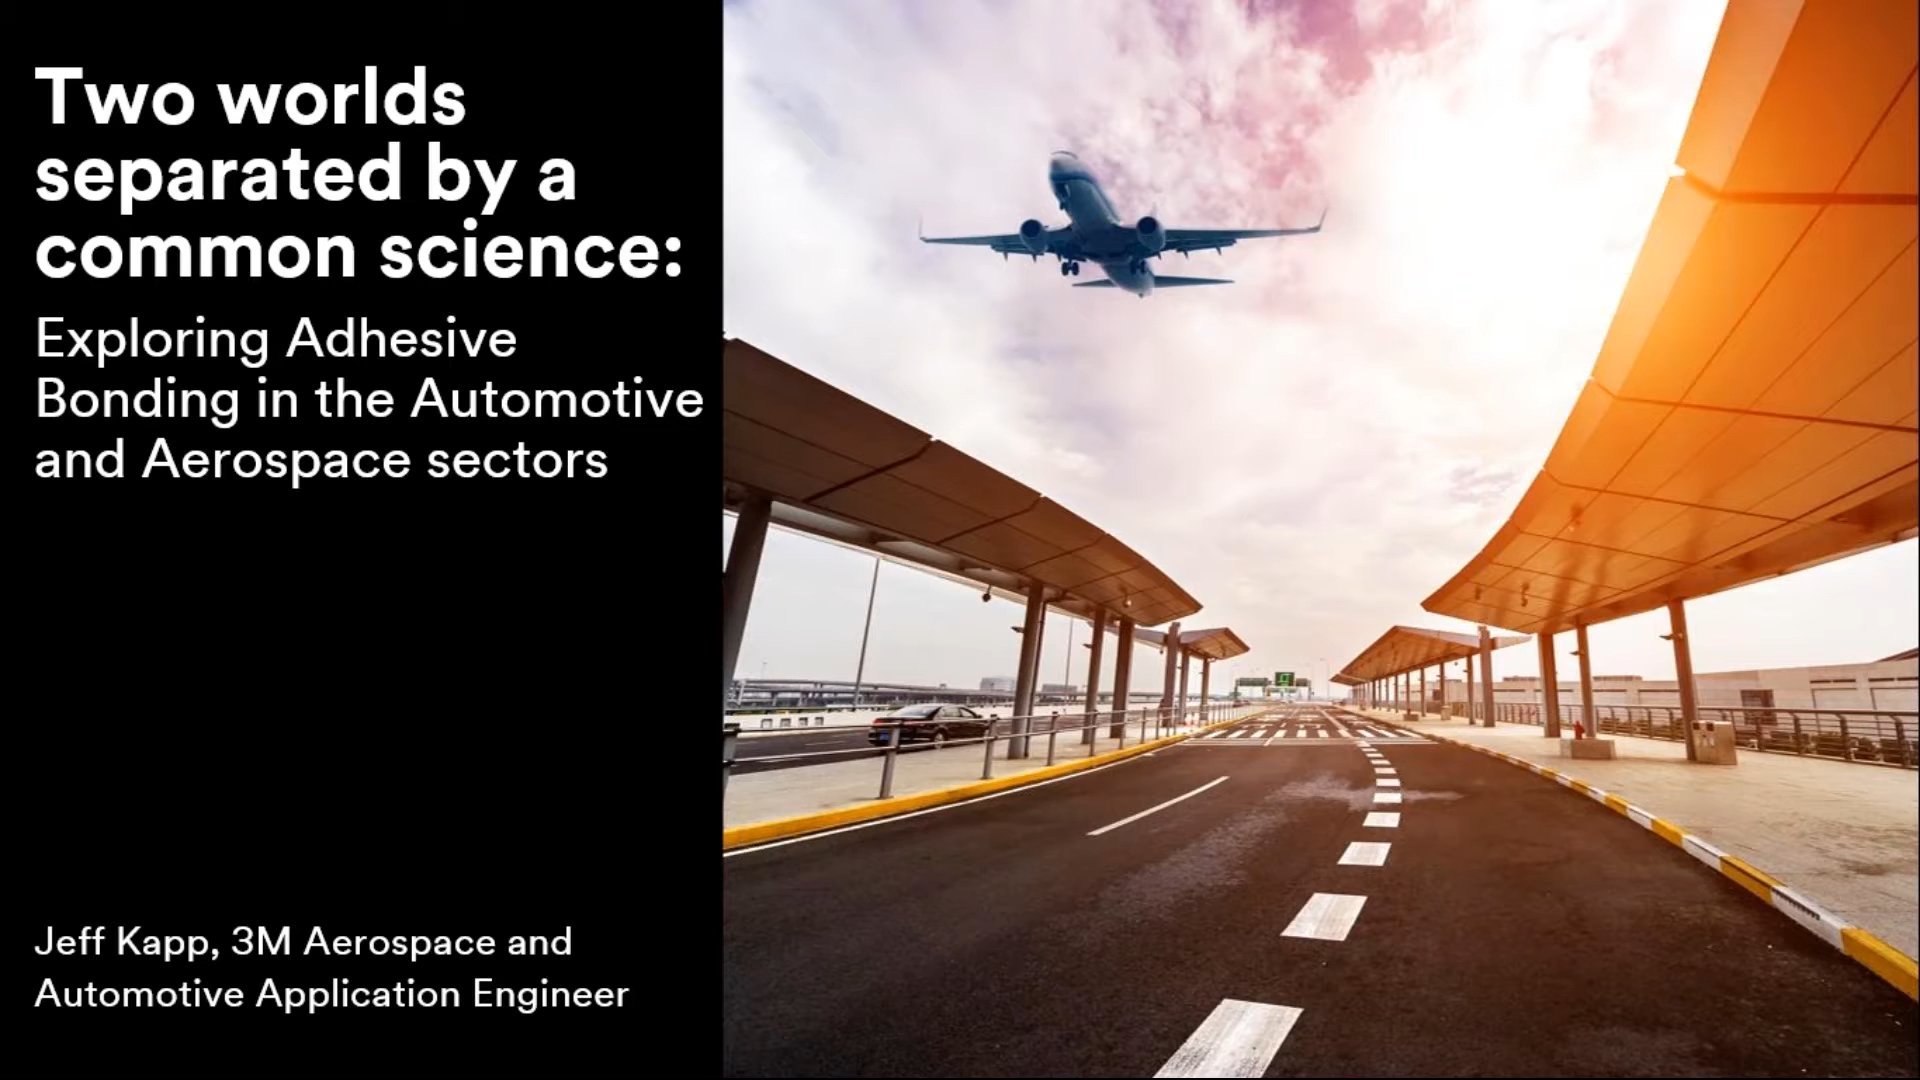 Two worlds
separated by a
common science:
Exploring Adhesive
Bonding in the Automotive
and Aerospace sectors
Jeff Kapp, 3M Aerospace and
Automotive Application Engineer